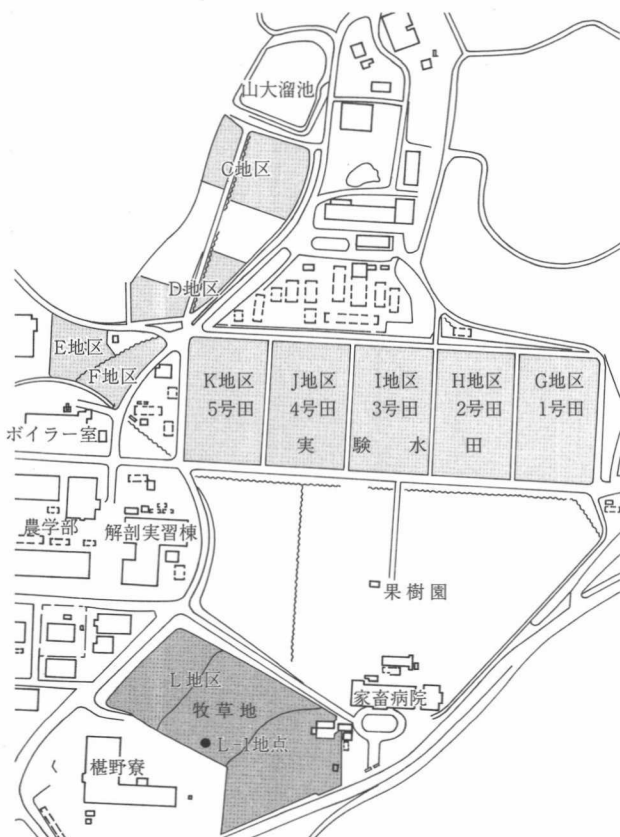 山大溜池
C地区
D地区
E地区
F地区
K地区
5号田
J地区
4号田
I地区
3号田
H地区
2号田
G地区
1号田
実験水田
ボイラー室
農学部
解剖実習棟
果樹園
家畜病院
L地区
牧草地
L-1地点
椹野寮